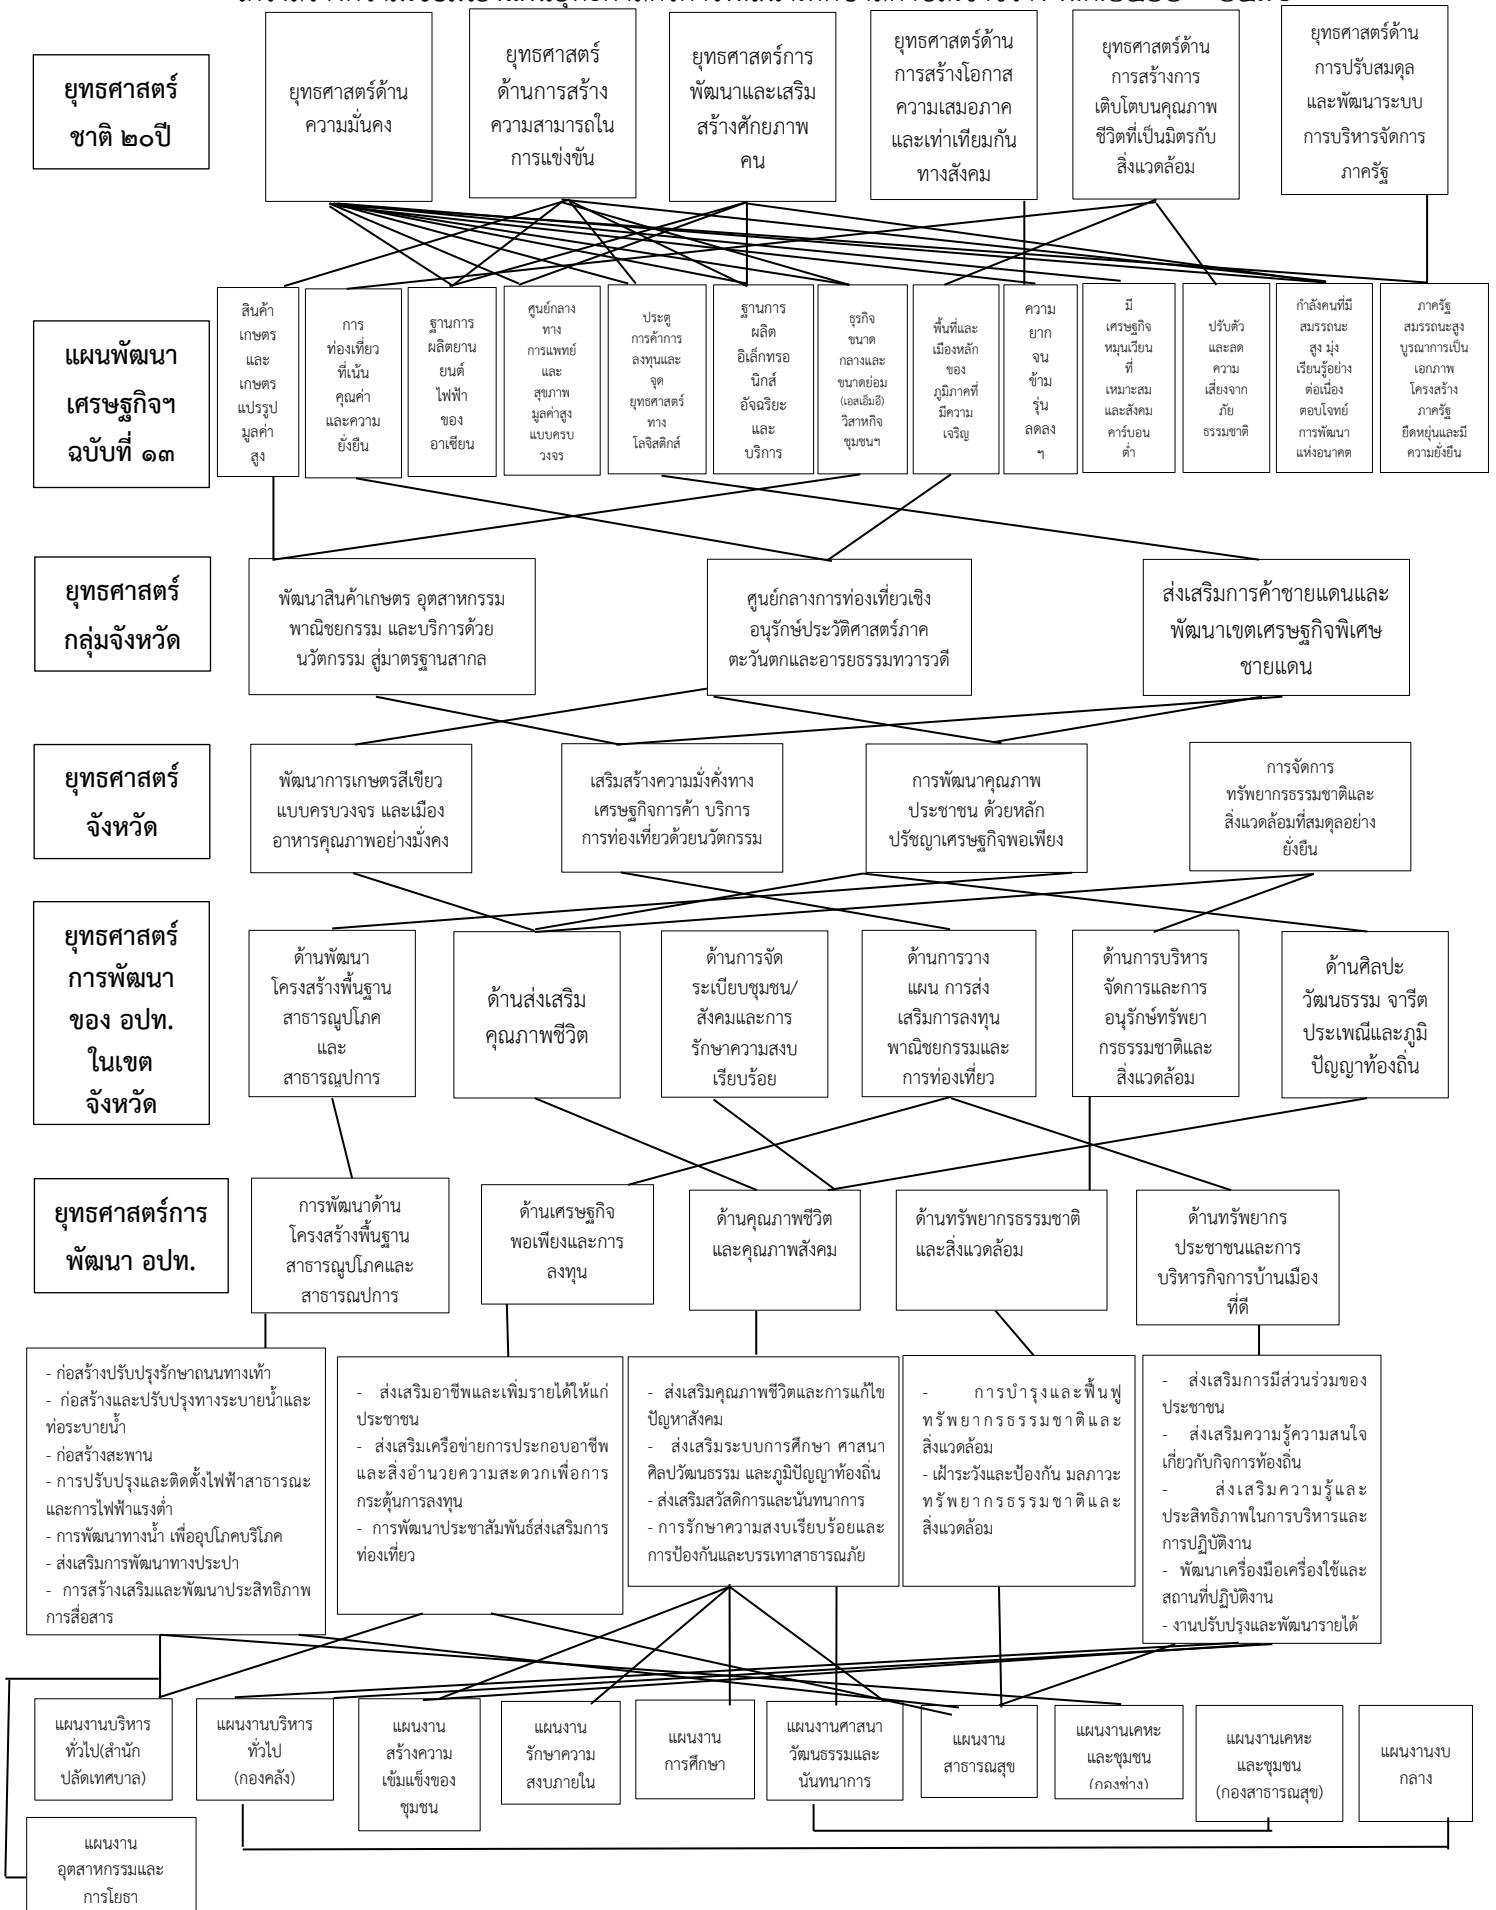 ยุทธศาสตร์
ชาติ ๒๐ปี
ยุทธศาสตร์ด้าน
ความมั่นคง
ยุทธศาสตร์
ด้านการสร้าง
ความสามารถใน
การแข่งขัน
ยุทธศาสตร์การ
พัฒนาและเสริม
สร้างศักยภาพ
คน
ยุทธศาสตร์ด้าน
การสร้างโอกาส
ความเสมอภาค
และเท่าเทียมกัน
ทางสังคม
ยุทธศาสตร์ด้าน
การสร้างการ
เติบโตบนคุณภาพ
ชีวิตที่เป็นมิตรกับ
สิ่งแวดล้อม
ยุทธศาสตร์ด้าน
การปรับสมดุล
และพัฒนาระบบ
การบริหารจัดการ
ภาครัฐ
แผนพัฒนา
เศรษฐกิจฯ
ฉบับที่ ๑๓
สินค้า
เกษตร
และ
เกษตร
แปรรูป
มูลค่า
สูง
การ
ท่องเที่ยว
ที่เน้น
คุณค่า
และความ
ยั่งยืน
ฐานการ
ผลิตยาน
ยนต์
ไฟฟ้า
ของ
อาเซียน
ศูนย์กลาง
ทาง
การแพทย์
และ
สุขภาพ
มูลค่าสูง
แบบครบ
วงจร
ประตู
การค้าการ
ลงทุนและ
จุด
ยุทธศาสตร์
ทาง
โลจิสติกส์
ฐานการ
ผลิต
อิเล็กทรอ
นิกส์
อัจฉริยะ
และ
บริการ
ธุรกิจ
ขนาด
กลางและ
ขนาดย่อม
(เอสเอ็มอี)
วิสาหกิจ
ชุมชนฯ
พื้นที่และ
เมืองหลัก
ของ
ภูมิภาคที่
มีความ
เจริญ
ความ
ยาก
จน
ข้าม
รุ่น
ลดลง
ฯ
มี
เศรษฐกิจ
หมุนเวียน
ที่
เหมาะสม
และสังคม
คาร์บอน
ต่ำ
ปรับตัว
และลด
ความ
เสี่ยงจาก
ภัย
ธรรมชาติ
กำลังคนที่มี
สมรรถนะ
สูง มุ่ง
เรียนรู้อย่าง
ต่อเนื่อง
ตอบโจทย์
การพัฒนา
แห่งอนาคต
ภาครัฐ
สมรรถนะสูง
บูรณาการเป็น
เอกภาพ
โครงสร้าง
ภาครัฐ
ยืดหยุ่นและมี
ความยั่งยืน
ยุทธศาสตร์
กลุ่มจังหวัด
พัฒนาสินค้าเกษตร อุตสาหกรรม
พาณิชยกรรม และบริการด้วย
นวัตกรรม สู่มาตรฐานสากล
ศูนย์กลางการท่องเที่ยวเชิง
อนุรักษ์ประวัติศาสตร์ภาค
ตะวันตกและอารยธรรมทวารวดี
ส่งเสริมการค้าชายแดนและ
พัฒนาเขตเศรษฐกิจพิเศษ
ชายแดน
ยุทธศาสตร์
จังหวัด
พัฒนาการเกษตรสีเขียว
แบบครบวงจร และเมือง
อาหารคุณภาพอย่างมั่งคง
เสริมสร้างความมั่งคั่งทาง
เศรษฐกิจการค้า บริการ
การท่องเที่ยวด้วยนวัตกรรม
การพัฒนาคุณภาพ
ประชาชน ด้วยหลัก
ปรัชญาเศรษฐกิจพอเพียง
การจัดการ
ทรัพยากรธรรมชาติและ
สิ่งแวดล้อมที่สมดุลอย่าง
ยั่งยืน
ยุทธศาสตร์
การพัฒนา
ของ อปท.
ในเขต
จังหวัด
ด้านพัฒนา
โครงสร้างพื้นฐาน
สาธารณูปโภค
และ
สาธารณูปการ
ด้านส่งเสริม
คุณภาพชีวิต
ด้านการจัด
ระเบียบชุมชน/
สังคมและการ
รักษาความสงบ
เรียบร้อย
ด้านการวาง
แผน การส่ง
เสริมการลงทุน
พาณิชยกรรมและ
การท่องเที่ยว
ด้านการบริหาร
จัดการและการ
อนุรักษ์ทรัพยา
กรธรรมชาติและ
สิ่งแวดล้อม
ด้านศิลปะ
วัฒนธรรม จารีต
ประเพณีและภูมิ
ปัญญาท้องถิ่น
ยุทธศาสตร์การ
พัฒนา อปท.
การพัฒนาด้าน
โครงสร้างพื้นฐาน
สาธารณูปโภคและ
สาธารณปการ
ด้านเศรษฐกิจ
พอเพียงและการ
ลงทุน
ด้านคุณภาพชีวิต
และคุณภาพสังคม
ด้านทรัพยากรธรรมชาติ
และสิ่งแวดล้อม
ด้านทรัพยากร
ประชาชนและการ
บริหารกิจการบ้านเมือง
ที่ดี
- ก่อสร้างปรับปรุงรักษาถนนทางเท้า
- ก่อสร้างและปรับปรุงทางระบายน้ำและ
ท่อระบายน้ำ
- ก่อสร้างสะพาน
- การปรับปรุงและติดตั้งไฟฟ้าสาธารณะ
และการไฟฟ้าแรงต่ำ
- การพัฒนาทางน้ำ เพื่ออุปโภคบริโภค
- ส่งเสริมการพัฒนาทางประปา
- การสร้างเสริมและพัฒนาประสิทธิภาพ
การสื่อสาร
- ส่งเสริมอาชีพและเพิ่มรายได้ให้แก่
ประชาชน
- ส่งเสริมเครือข่ายการประกอบอาชีพ
และสิ่งอำนวยความสะดวกเพื่อการ
กระตุ้นการลงทุน
- การพัฒนาประชาสัมพันธ์ส่งเสริมการ
ท่องเที่ยว
- ส่งเสริมคุณภาพชีวิตและการแก้ไข
ปัญหาสังคม
- ส่งเสริมระบบการศึกษา ศาสนา
ศิลปวัฒนธรรม และภูมิปัญญาท้องถิ่น
- ส่งเสริมสวัสดิการและนันทนาการ
- การรักษาความสงบเรียบร้อยและ
การป้องกันและบรรเทาสาธารณภัย
- การบำรุงและฟื้นฟู
ทรัพยากรธรรมชาติและ
สิ่งแวดล้อม
- เฝ้าระวังและป้องกัน มลภาวะ
ทรัพยากรธรรมชาติและ
สิ่งแวดล้อม
- ส่งเสริมการมีส่วนร่วมของ
ประชาชน
- ส่งเสริมความรู้ความสนใจ
เกี่ยวกับกิจการท้องถิ่น
- ส่งเสริมความรู้และ
ประสิทธิภาพในการบริหารและ
การปฏิบัติงาน
- พัฒนาเครื่องมือเครื่องใช้และ
สถานที่ปฏิบัติงาน
- งานปรับปรุงและพัฒนารายได้
แผนงานบริหาร
ทั่วไป(สำนัก
ปลัดเทศบาล)
แผนงานบริหาร
ทั่วไป
(กองคลัง)
แผนงาน
สร้างความ
เข้มแข็งของ
ชุมชน
แผนงาน
รักษาความ
สงบภายใน
แผนงาน
การศึกษา
แผนงานศาสนา
วัฒนธรรมและ
นันทนาการ
แผนงาน
สาธารณสุข
แผนงานเคหะ
และชุมชน
(กองช่าง)
แผนงานเคหะ
และชุมชน
(กองสาธารณสุข)
แผนงานงบ
กลาง
แผนงาน
อุตสาหกรรมและ
การโยธา